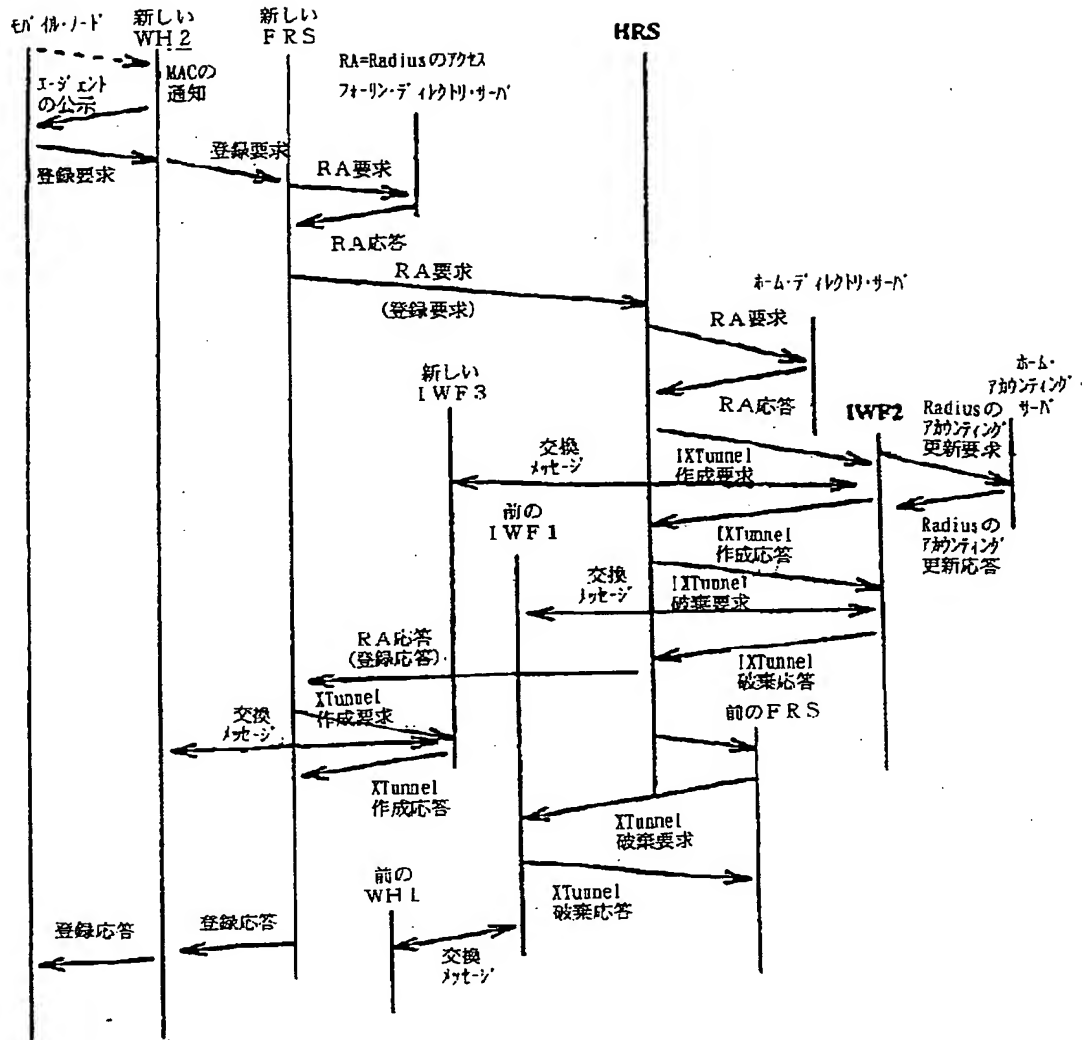 モバイル・ノード
新しい
WH2
新しい
FRS
HRS
RA=Radiusのアクセス
フォーリン・ディレクトリ・サーバ
MACの
通知
エージェント
の公示
登録要求
登録要求
RA要求
RA応答
RA要求
(登録要求)
ホーム・ディレクトリ・サーバ
RA要求
RA応答
新しい
IWF3
ホーム・
アカウンティング・
サーバ
IWF2
Radiusの
アカウンティング
更新要求
交換
メッセージ
IXTunnel
作成要求
前の
IWF1
IXTunnel
作成応答
Radiusの
アカウンティング
更新応答
交換
メッセージ
IXTunnel
破棄要求
RA応答
(登録応答)
IXTunnel
破棄応答
XTunnel
作成要求
前のFRS
交換
メッセージ
XTunnel
作成応答
XTunnel
破棄要求
前の
WH1
XTunnel
破棄応答
登録応答
登録応答
交換
メッセージ